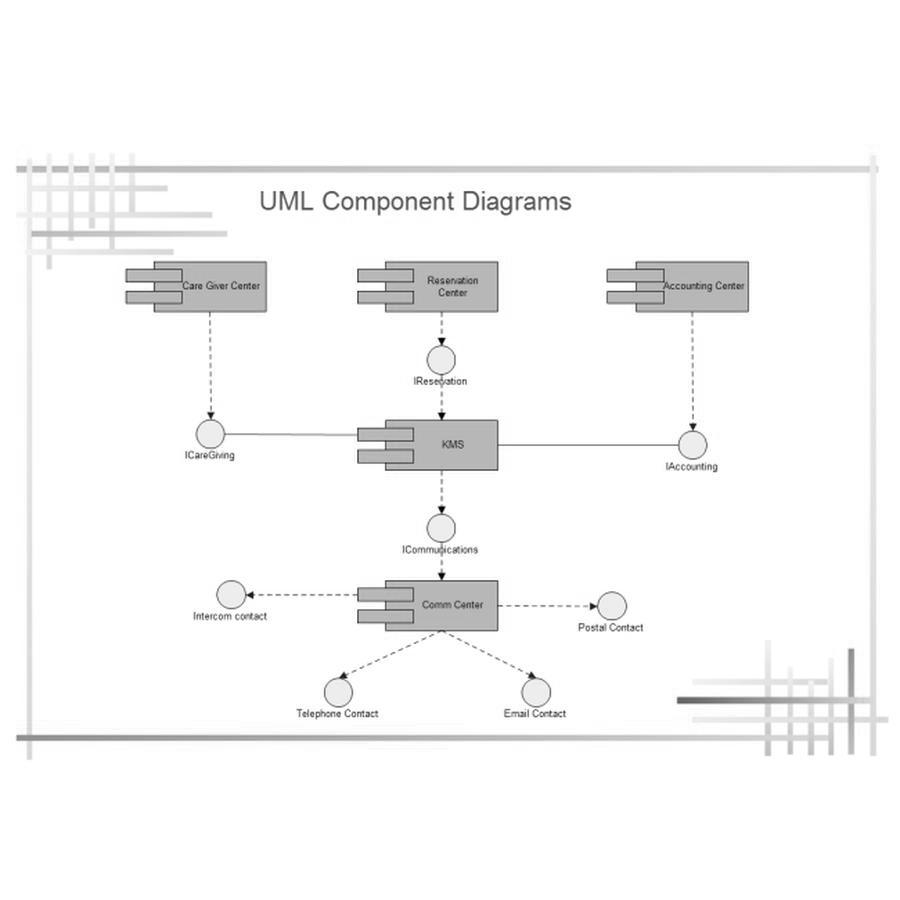 UML Component Diagrams
Care Giver Center
Reservation
Center
Accounting Center
IReservation
KMS
ICareGiving
IAccounting
ICommunications
Intercom contact
Comm Center
Postal Contact
Telephone Contact
Email Contact